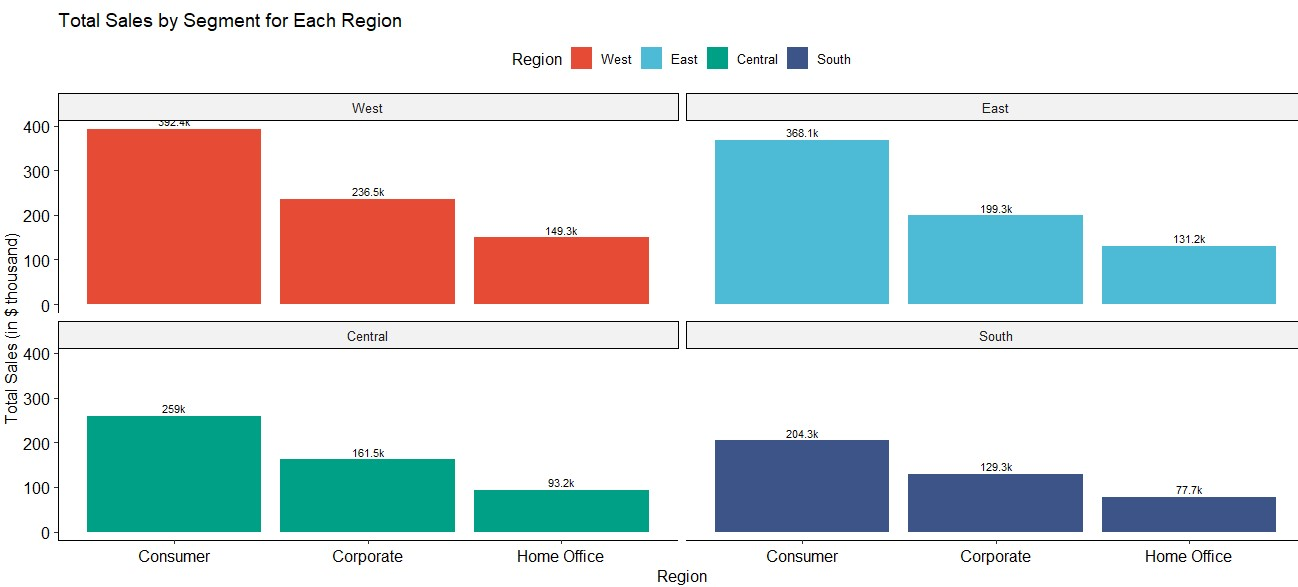 Total Sales by Segment for Each Region
Region West East Central South
West East
400 392.4k 368.1k
300
236.5k 199.3k
200
149.3k 131.2k
100
0
Total Sales (in $ thousand)
Central South
400
300
259k 204.3k
200
161.5k 129.3k
100
93.2k 77.7k
0
Consumer Corporate Home Office Consumer Corporate Home Office
Region